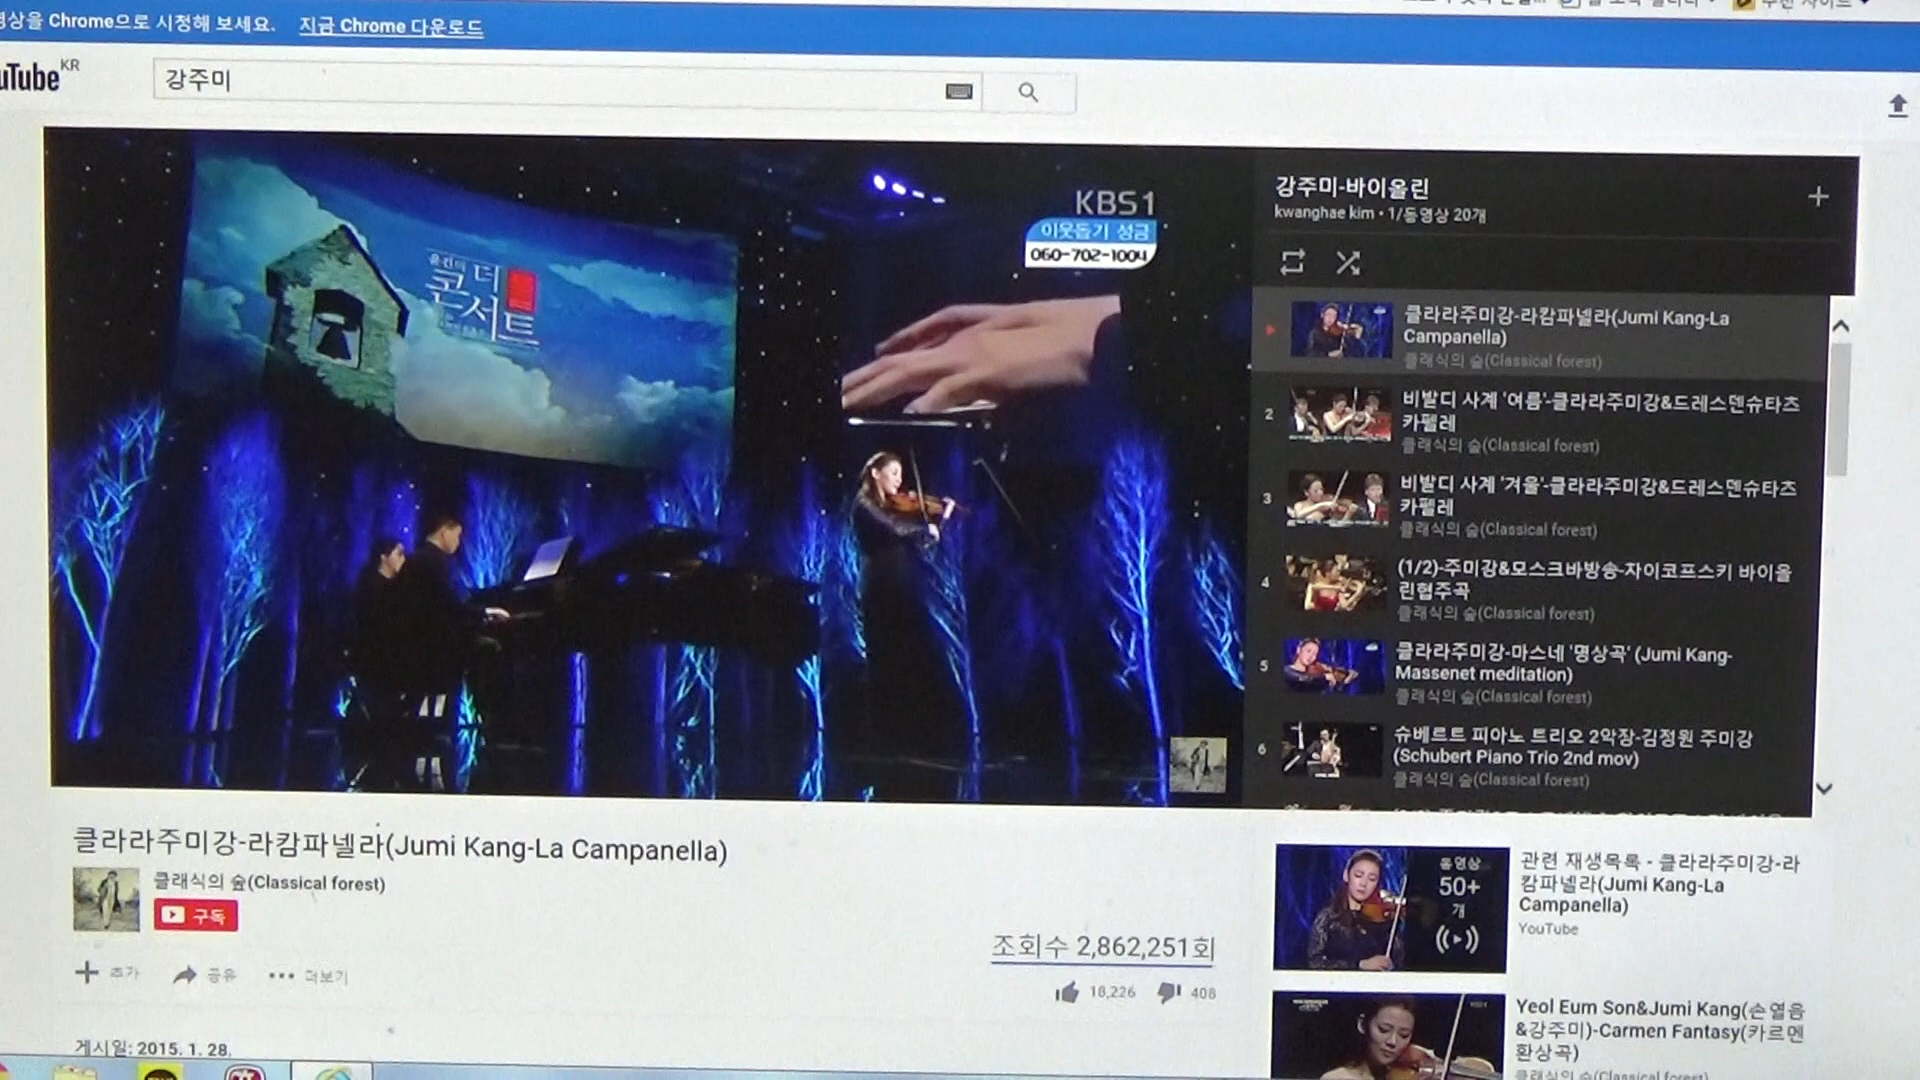 영상을 Chrome으로 시청해 보세요. 지금 Chrome 다운로드
uTube KR
강주미
KBS1
이웃돕기 성금
060-702-1004
더
콘서트
강주미-바이올린
kwanghae kim • 1/동영상 20개
클라라주미강-라캄파넬라(Jumi Kang-La
Campanella)
클래식의 숲(Classical forest)
2
비발디 사계 '여름'-클라라주미강&드레스덴슈타츠
카펠레
클래식의 숲(Classical forest)
3
비발디 사계 '겨울'-클라라주미강&드레스덴슈타츠
카펠레
클래식의 숲(Classical forest)
4
(1/2)-주미강&모스크바방송-차이코프스키 바이올
린협주곡
클래식의 숲(Classical forest)
5
클라라주미강-마스네 '명상곡' (Jumi Kang-
Massenet meditation)
클래식의 숲(Classical forest)
6
슈베르트 피아노 트리오 2악장-김정원 주미강
(Schubert Piano Trio 2nd mov)
클래식의 숲(Classical forest)
클라라주미강-라캄파넬라(Jumi Kang-La Campanella)
클래식의 숲(Classical forest)
구독
조회수 2,862,251회
추가 공유 더보기
18,226 408
게시일: 2015. 1. 28.
동영상
50+
개
관련 재생목록 - 클라라주미강-라
캄파넬라(Jumi Kang-La
Campanella)
YouTube
Yeol Eum Son&Jumi Kang(손열음
&강주미)-Carmen Fantasy(카르멘
환상곡)
클래식의 숲(Classical forest)